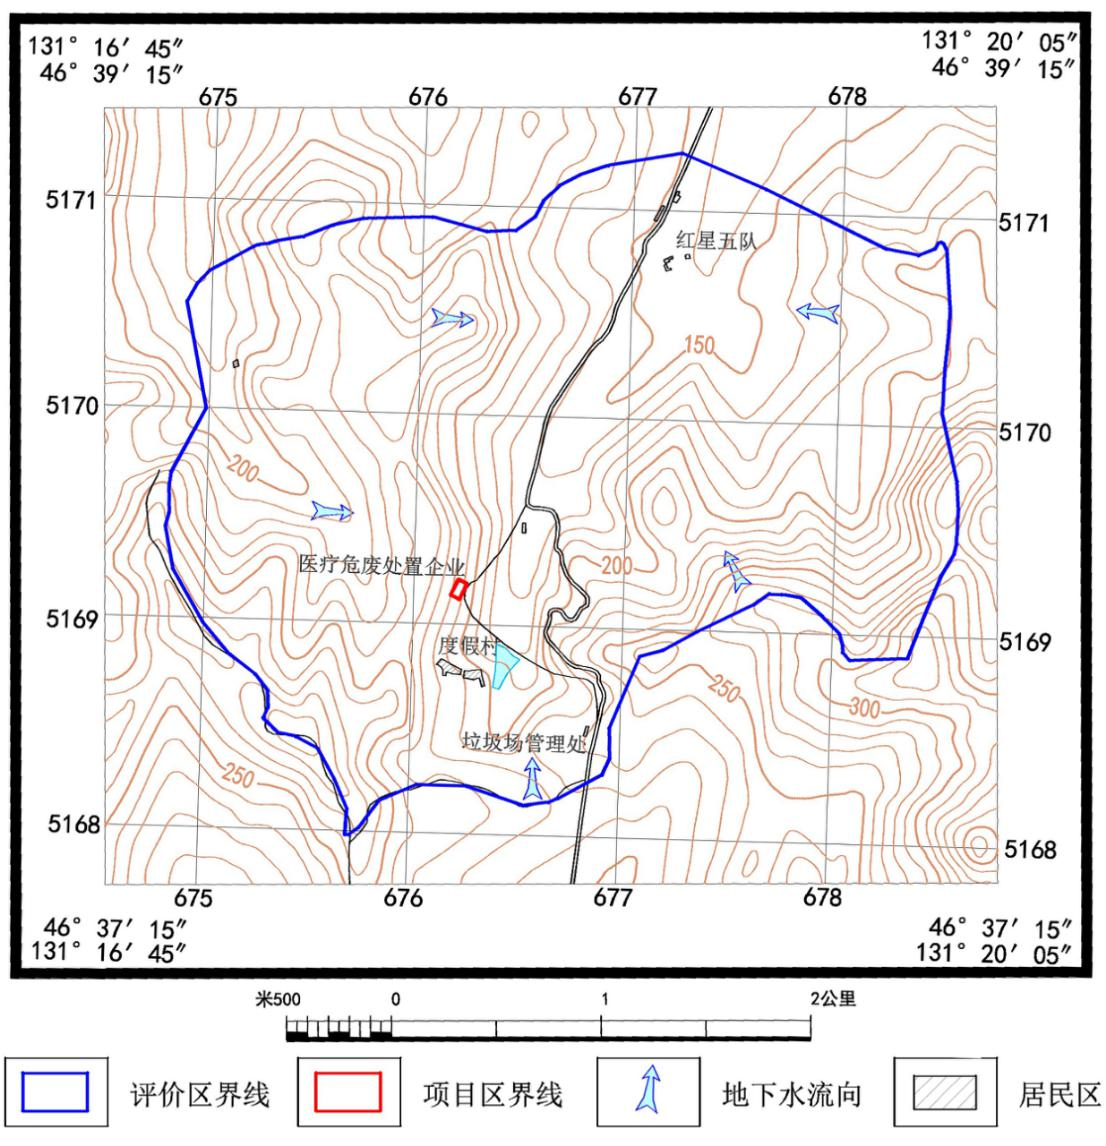 131° 16′ 45″
46° 39′ 15″
131° 20′ 05″
46° 39′ 15″
675
676
677
678
5171
5171
红星五队
150
5170
5170
200
医疗危废处置企业
200
5169
5169
度假村
250
300
垃圾场管理处
250
5168
5168
675
676
677
678
46° 37′ 15″
131° 16′ 45″
46° 37′ 15″
131° 20′ 05″
米500 0 1 2公里
评价区界线
项目区界线
地下水流向
居民区